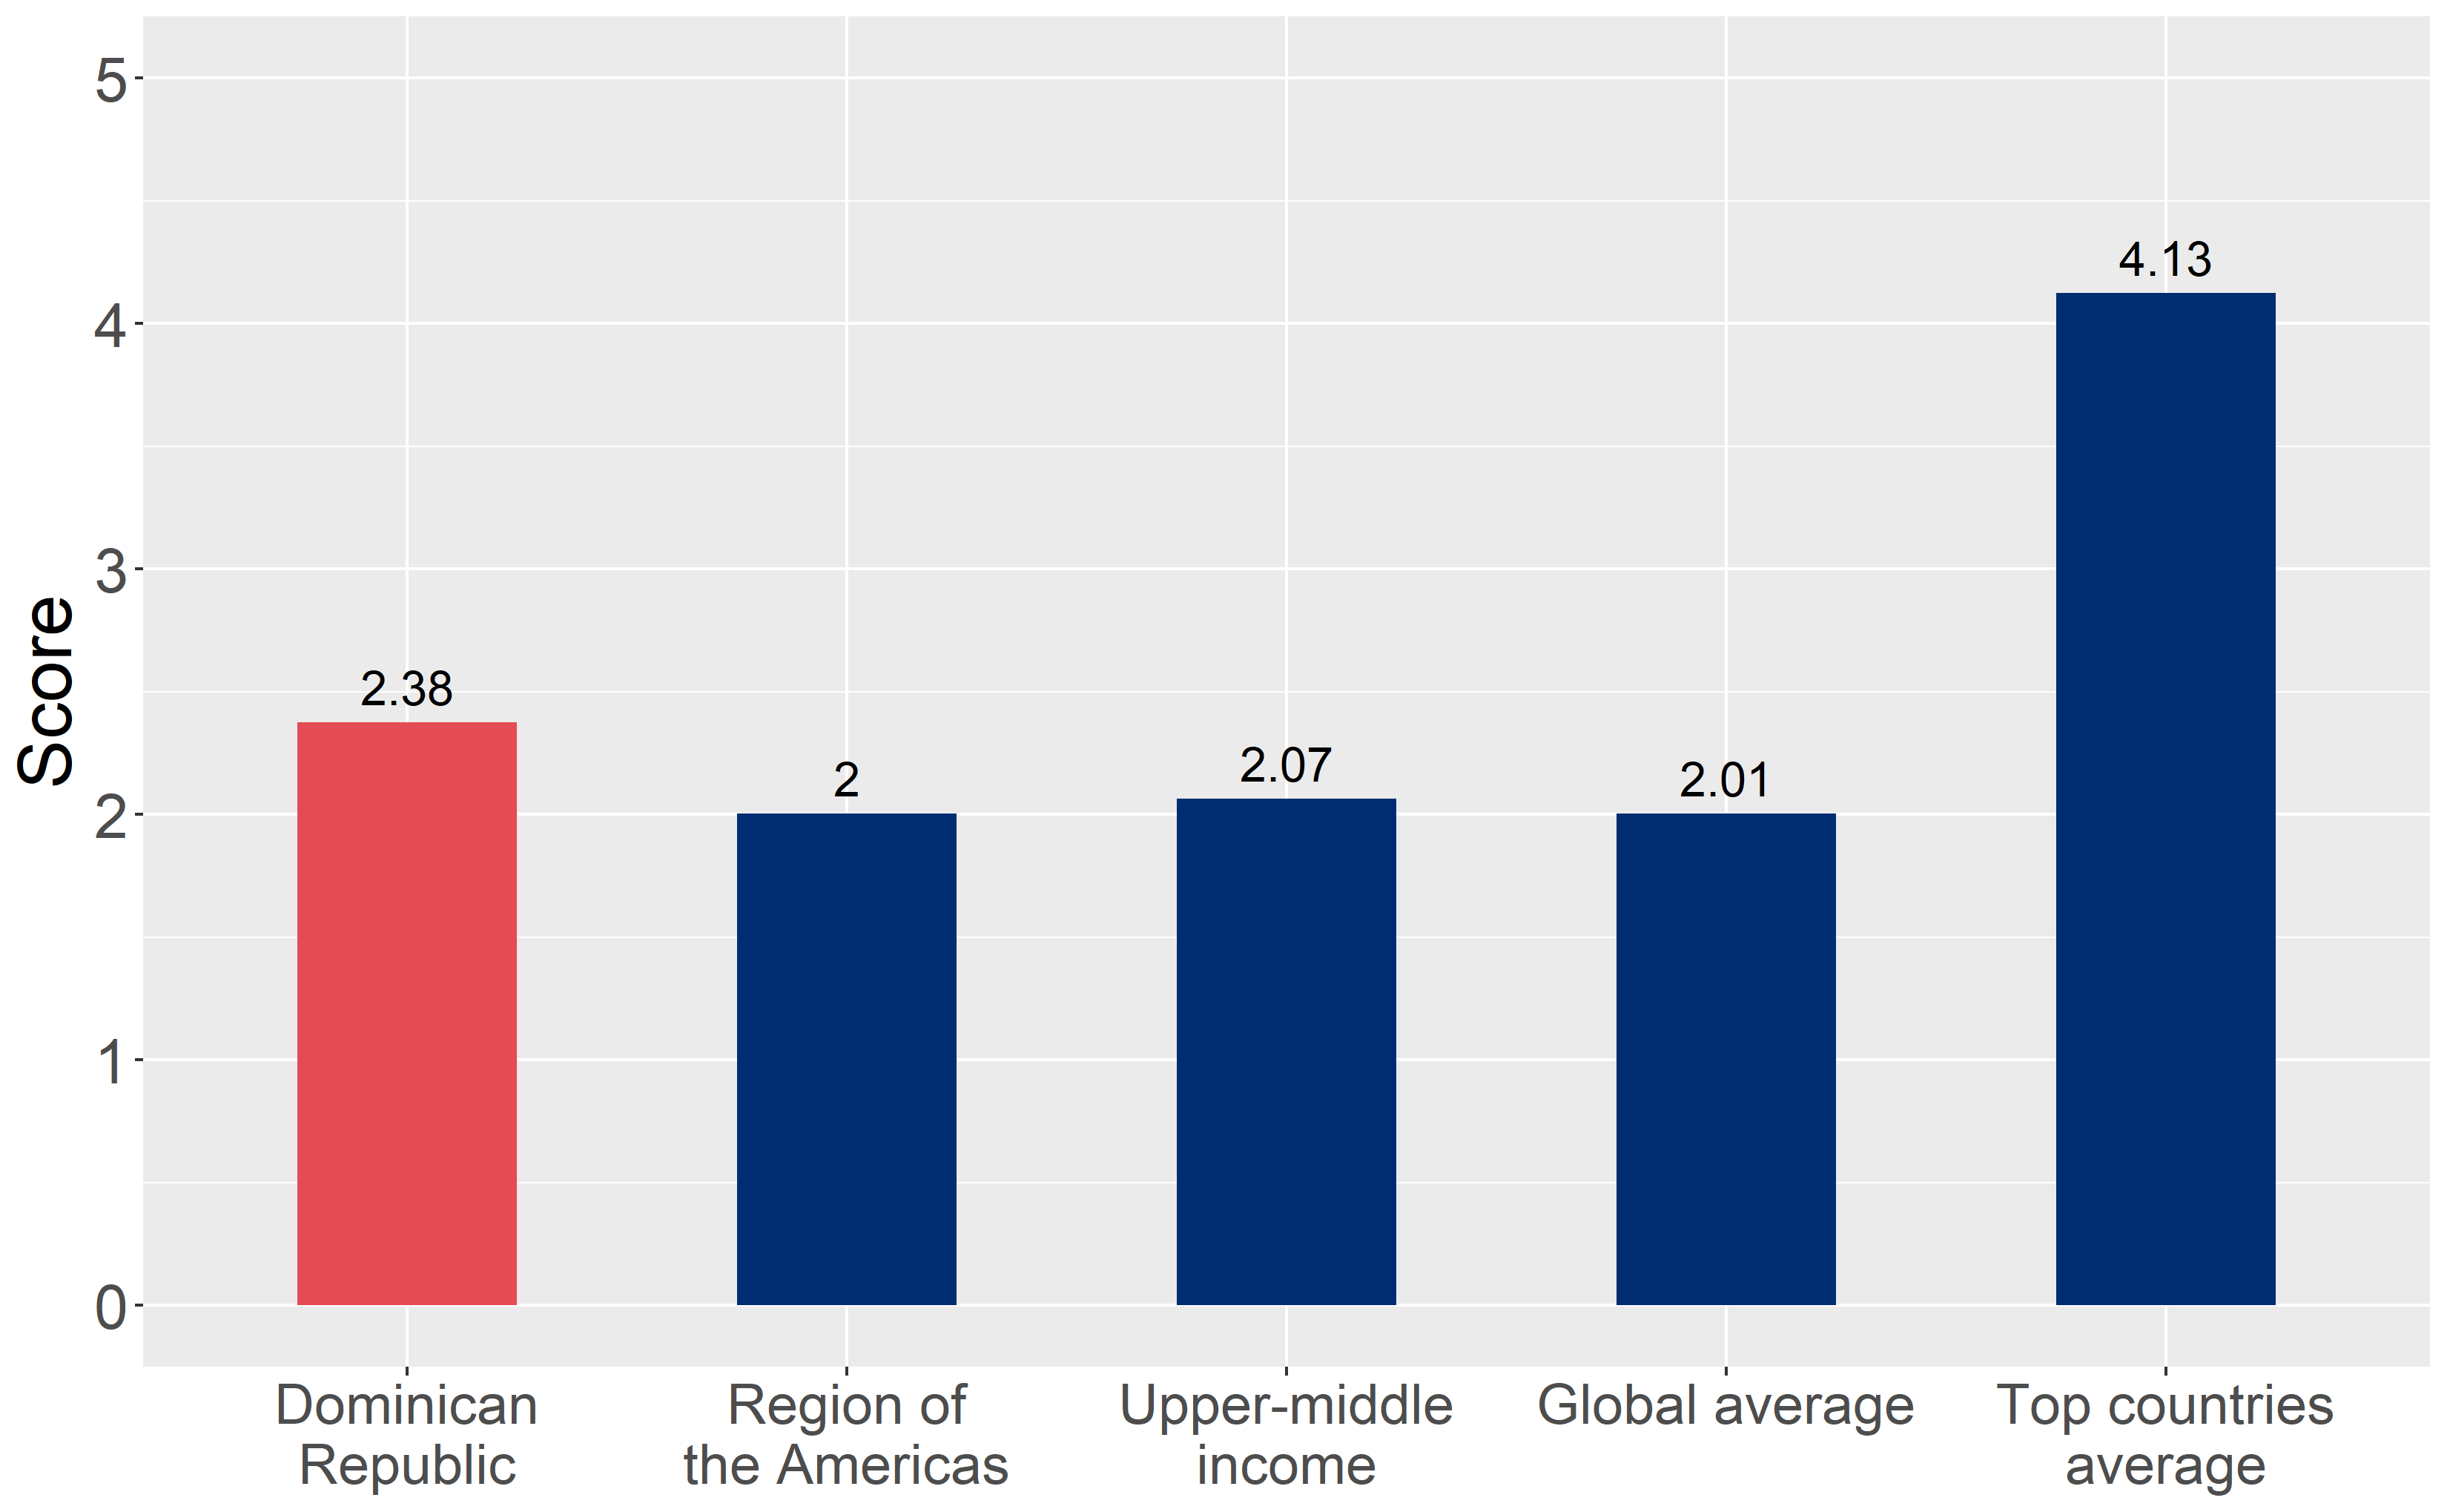 Score
5
4
3
2
1
0
2.38
2
2.07
2.01
4.13
Dominican
Republic
Region of
the Americas
Upper-middle
income
Global average
Top countries
average